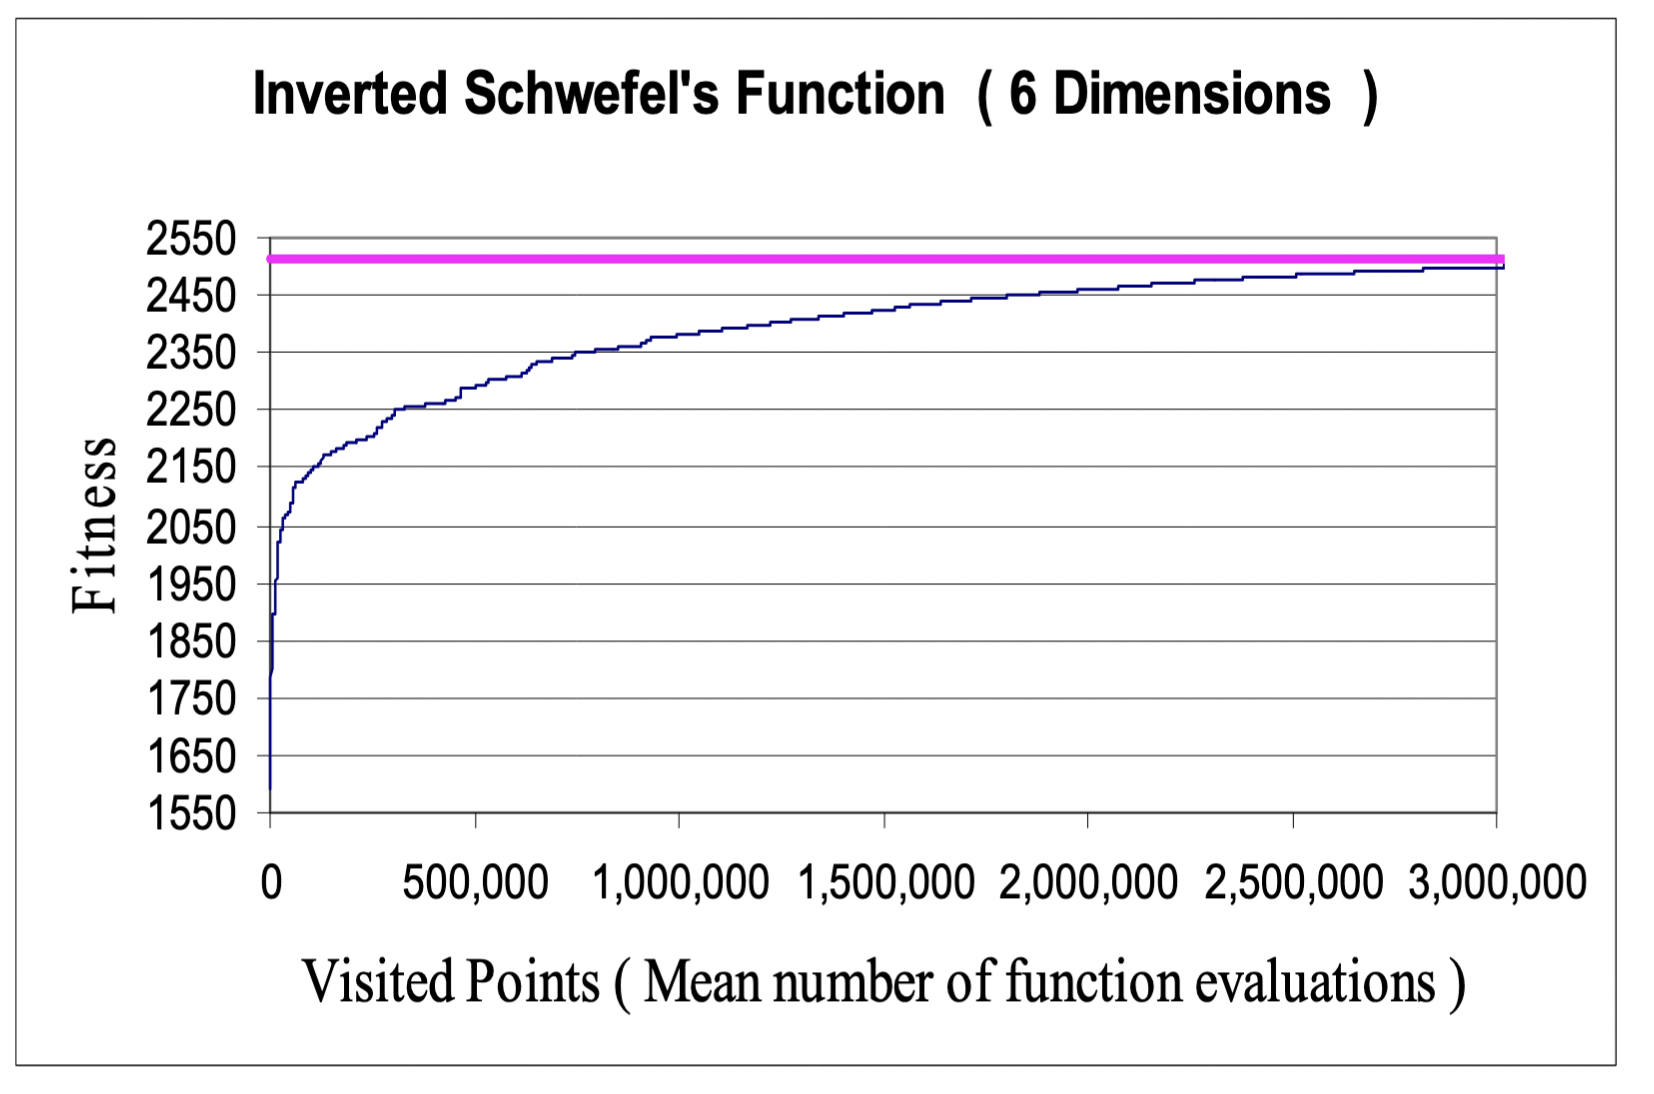 Inverted Schwefel's Function ( 6 Dimensions )
2550
2450
2350
2250
2150
2050
1950
1850
1750
1650
1550
Fitness
0 500,000 1,000,000 1,500,000 2,000,000 2,500,000 3,000,000
Visited Points ( Mean number of function evaluations )